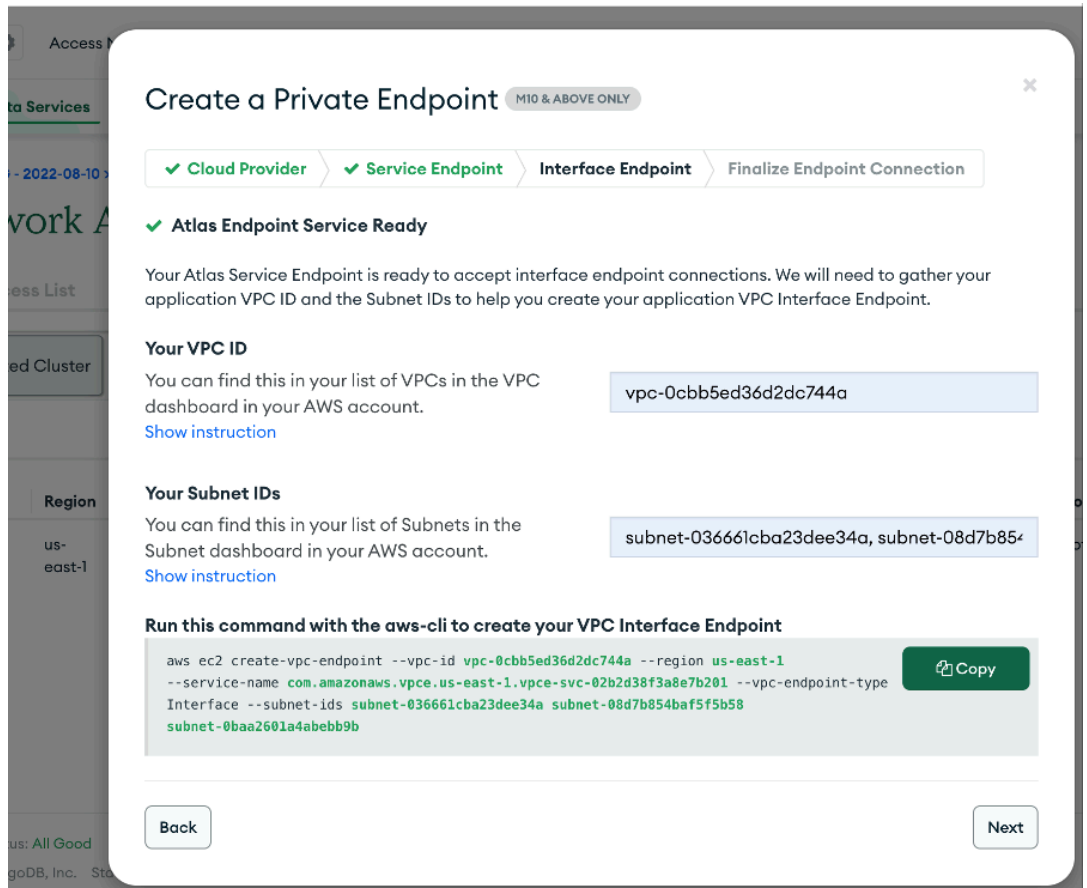 Access
ta Services
- 2022-08-10 >
work A
ess List
ed Cluster
Region
us-
east-1
us: All Good
goDB, Inc. Sta
Create a Private Endpoint M10 & ABOVE ONLY
×
✔ Cloud Provider ✔ Service Endpoint Interface Endpoint Finalize Endpoint Connection
✔ Atlas Endpoint Service Ready
Your Atlas Service Endpoint is ready to accept interface endpoint connections. We will need to gather your
application VPC ID and the Subnet IDs to help you create your application VPC Interface Endpoint.
Your VPC ID
You can find this in your list of VPCs in the VPC
dashboard in your AWS account.
Show instruction
vpc-0cbb5ed36d2dc744a
Your Subnet IDs
You can find this in your list of Subnets in the
Subnet dashboard in your AWS account.
Show instruction
subnet-036661cba23dee34a, subnet-08d7b854
Run this command with the aws-cli to create your VPC Interface Endpoint
aws ec2 create-vpc-endpoint --vpc-id vpc-0cbb5ed36d2dc744a --region us-east-1
--service-name com.amazonaws.vpce.us-east-1.vpce-svc-02b2d38f3a8e7b201 --vpc-endpoint-type
Interface --subnet-ids subnet-036661cba23dee34a subnet-08d7b854baf5f5b58
subnet-0baa2601a4abebb9b
Copy
Back
Next